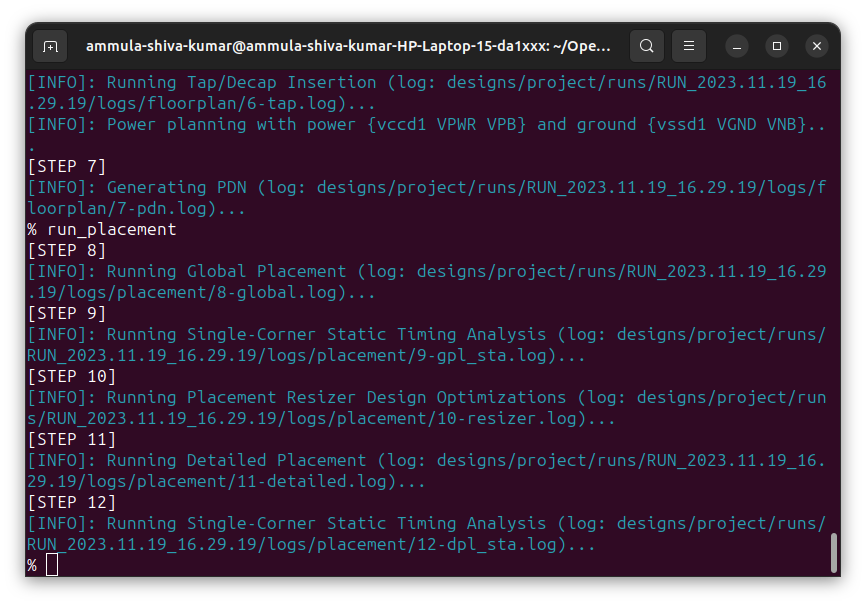 ammula-shiva-kumar@ammula-shiva-kumar-HP-Laptop-15-da1xxx: ~/Ope...
[INFO]: Running Tap/Decap Insertion (log: designs/project/runs/RUN_2023.11.19_16
.29.19/logs/floorplan/6-tap.log)...
[INFO]: Power planning with power {vccd1 VPWR VPB} and ground {vssd1 VGND VNB}..
.
[STEP 7]
[INFO]: Generating PDN (log: designs/project/runs/RUN_2023.11.19_16.29.19/logs/f
loorplan/7-pdn.log)...
% run_placement
[STEP 8]
[INFO]: Running Global Placement (log: designs/project/runs/RUN_2023.11.19_16.29
.19/logs/placement/8-global.log)...
[STEP 9]
[INFO]: Running Single-Corner Static Timing Analysis (log: designs/project/runs/
RUN_2023.11.19_16.29.19/logs/placement/9-gpl_sta.log)...
[STEP 10]
[INFO]: Running Placement Resizer Design Optimizations (log: designs/project/run
s/RUN_2023.11.19_16.29.19/logs/placement/10-resizer.log)...
[STEP 11]
[INFO]: Running Detailed Placement (log: designs/project/runs/RUN_2023.11.19_16.
29.19/logs/placement/11-detailed.log)...
[STEP 12]
[INFO]: Running Single-Corner Static Timing Analysis (log: designs/project/runs/
RUN_2023.11.19_16.29.19/logs/placement/12-dpl_sta.log)...
%